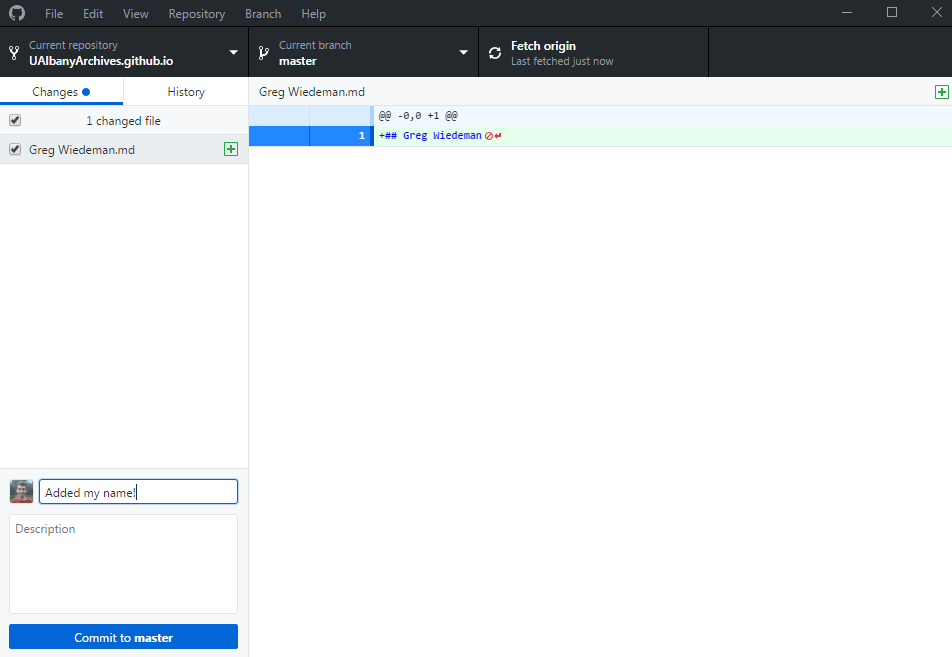 File Edit View Repository Branch Help
Current repository
UAlbanyArchives.github.io
Current branch
master
Fetch origin
Last fetched just now
Changes
History
Greg Wiedeman.md
1 changed file
@@ -0,0 +1 @@
Greg Wiedeman.md
1 +## Greg Wiedeman
Added my name!
Description
Commit to master